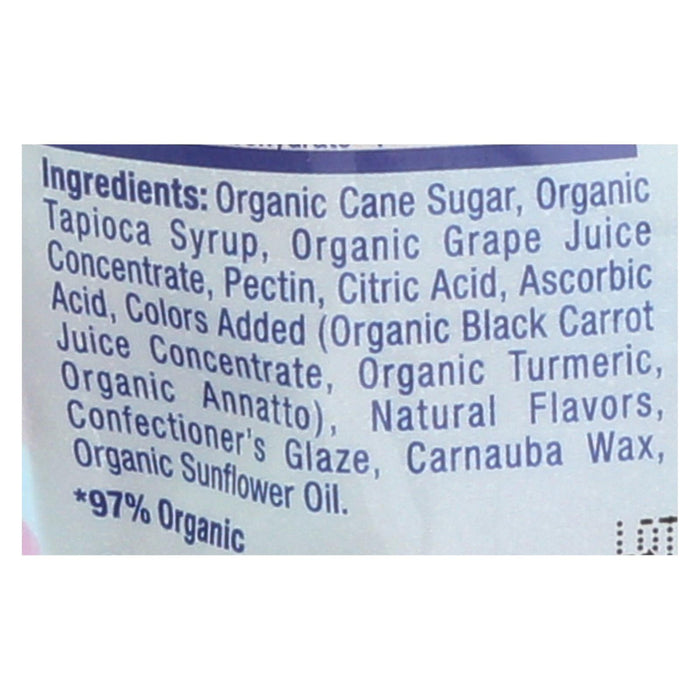 Ingredients: Organic Cane Sugar, Organic
Tapioca Syrup, Organic Grape Juice
Concentrate, Pectin, Citric Acid, Ascorbic
Acid, Colors Added (Organic Black Carrot
Juice Concentrate, Organic Turmeric,
Organic Annatto), Natural Flavors,
Confectioner's Glaze, Carnauba Wax,
Organic Sunflower Oil.
*97% Organic
LOT